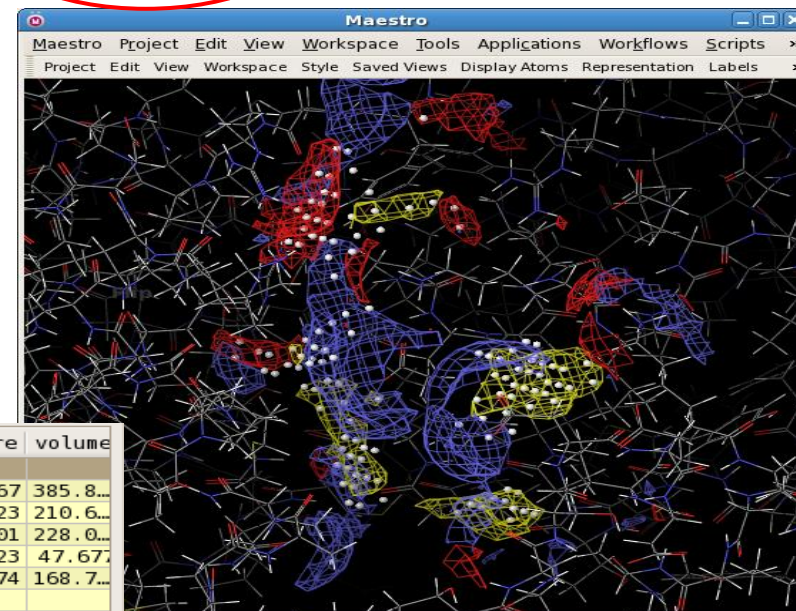 Maestro
Maestro Project Edit View Workspace Tools Applications Workflows Scripts »
Project Edit View Workspace Style Saved Views Display Atoms Representation Labels
re volume
67 385.8…
23 210.6…
01 228.0…
23 47.677
74 168.7…